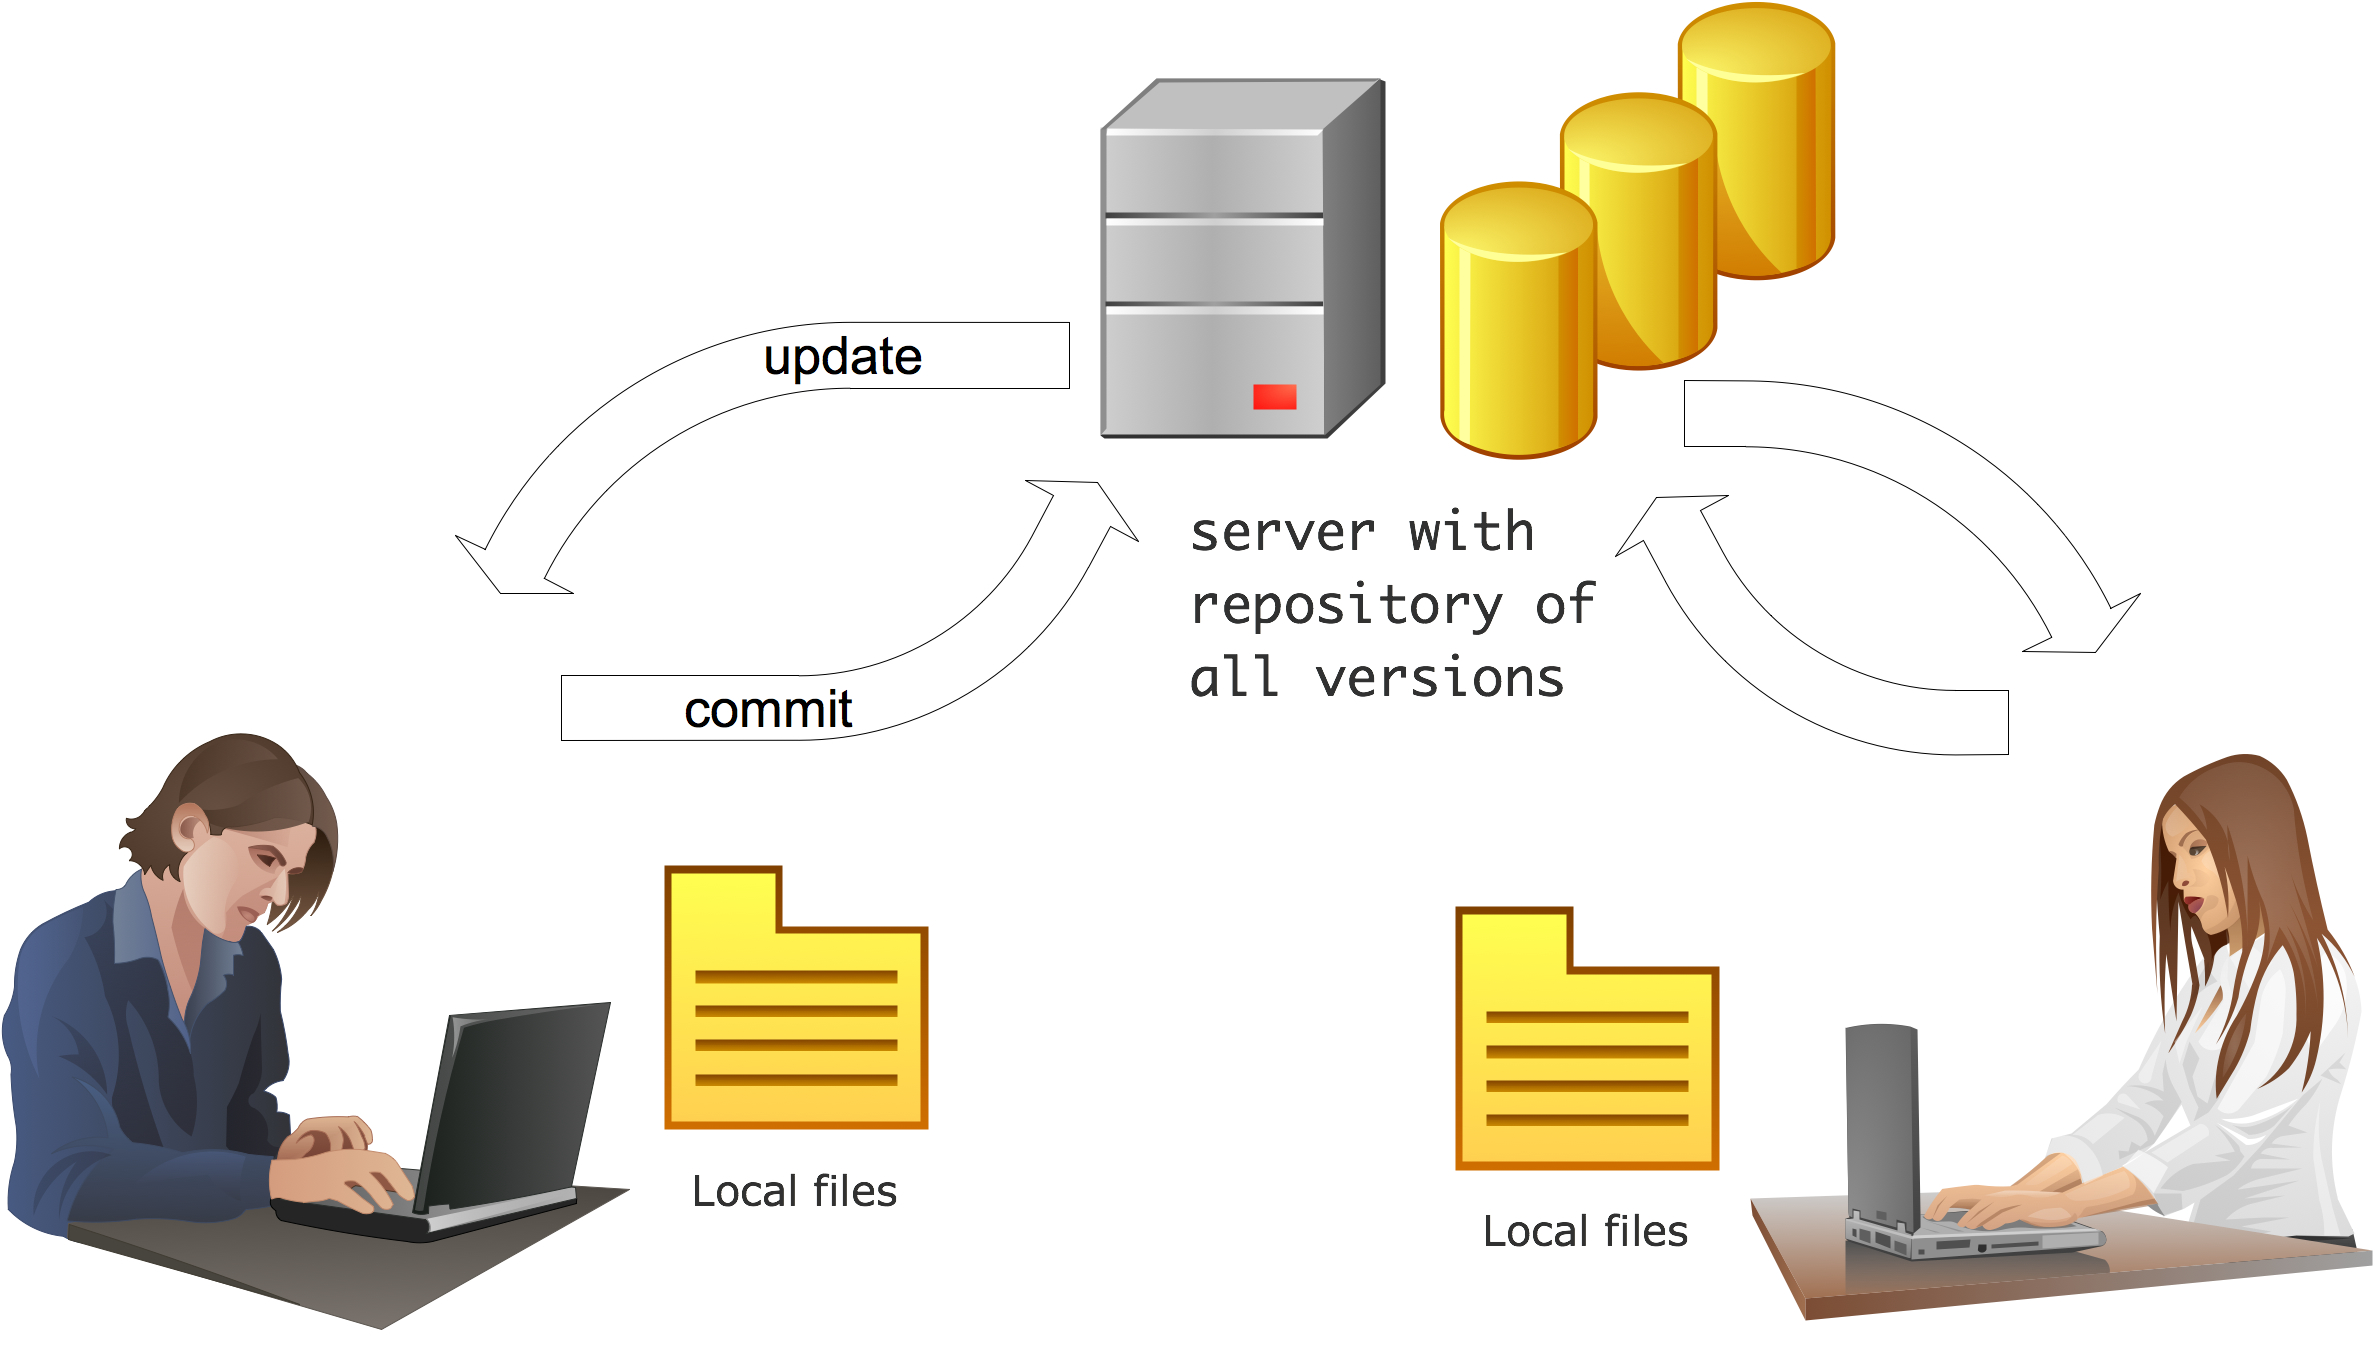 update
server with
repository of
all versions
commit
Local files
Local files